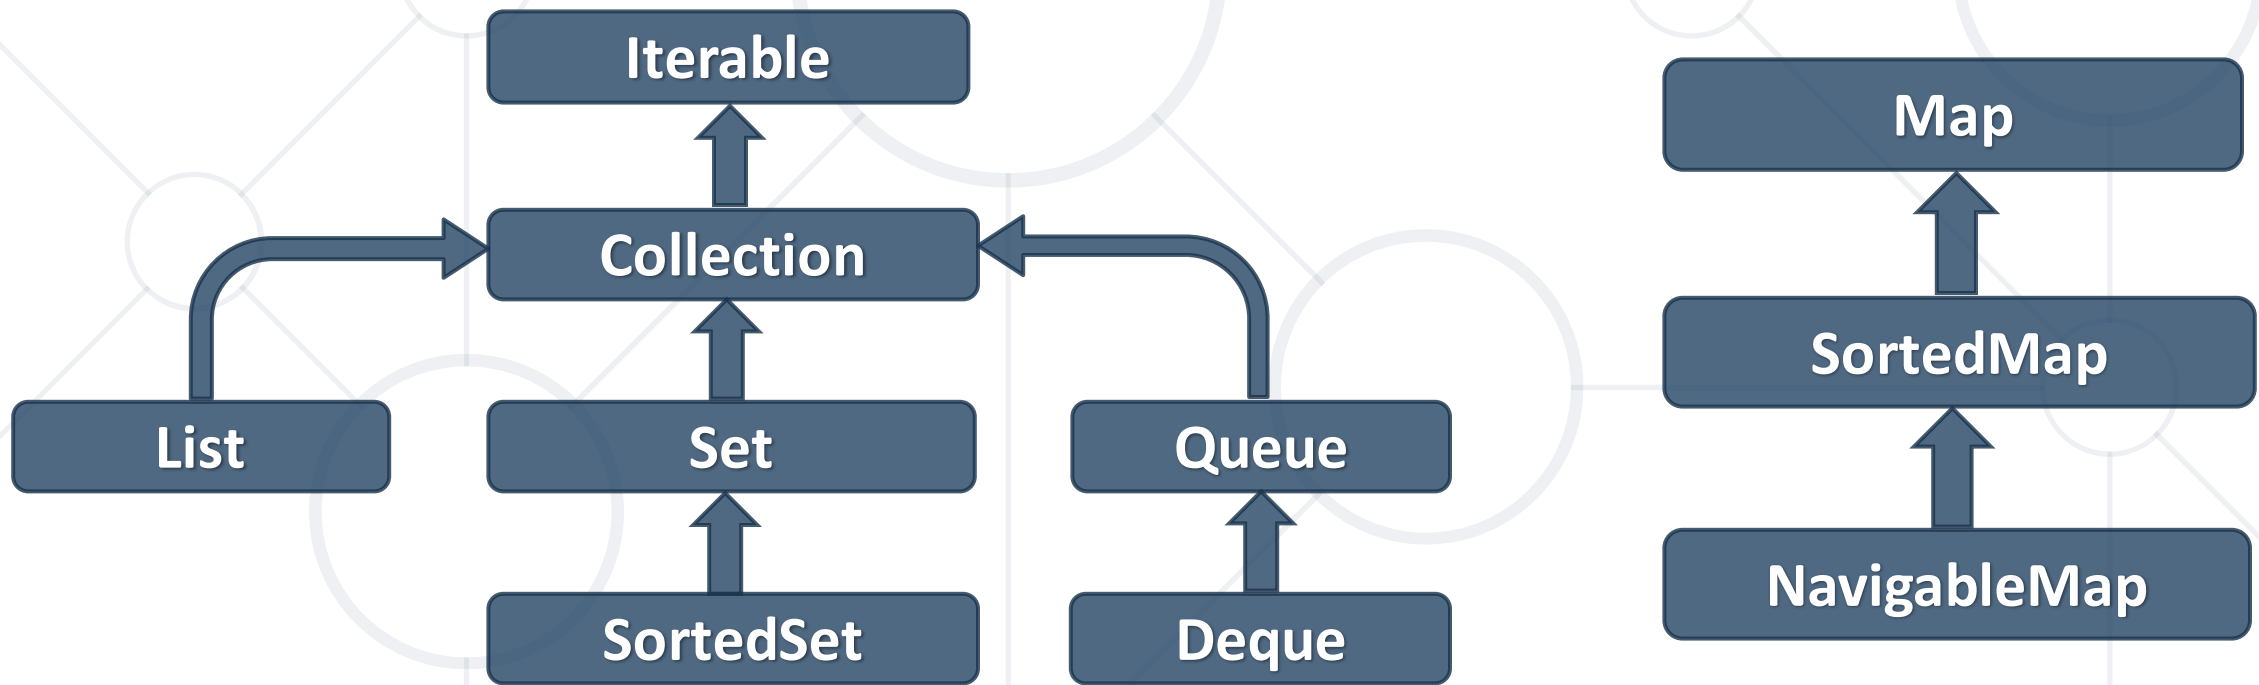 Iterable
Map
Collection
SortedMap
List
Set
Queue
NavigableMap
SortedSet
Deque